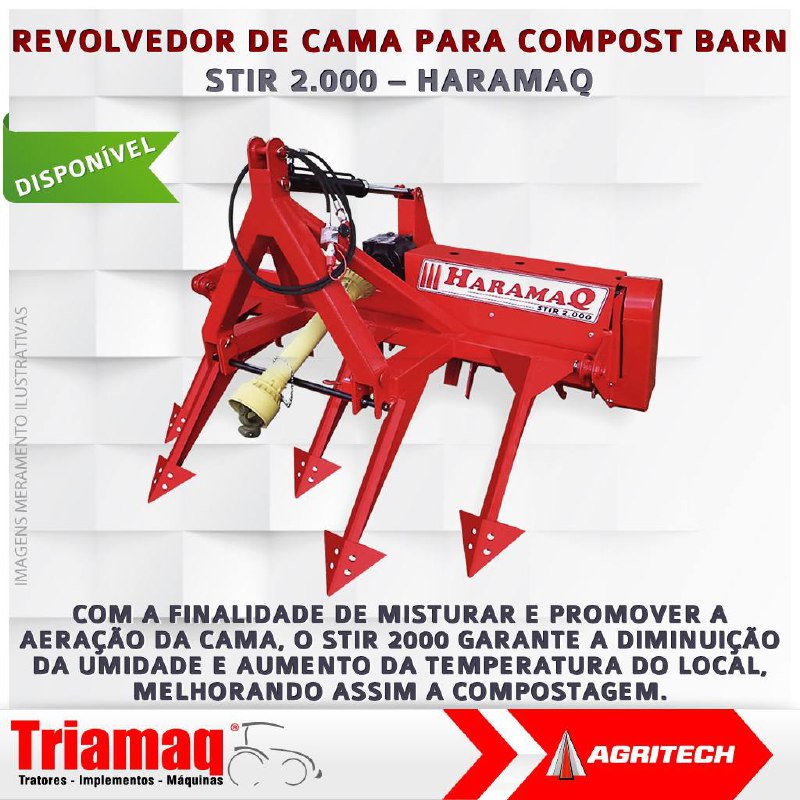 REVOLVEDOR DE CAMA PARA COMPOST BARN
STIR 2.000 – HARAMAQ
DISPONÍVEL
HARAMAQ
STIR 2.000
IMAGENS MERAMENTO ILUSTRATIVAS
COM A FINALIDADE DE MISTURAR E PROMOVER A
AERAÇÃO DA CAMA, O STIR 2000 GARANTE A DIMINUIÇÃO
DA UMIDADE E AUMENTO DA TEMPERATURA DO LOCAL,
MELHORANDO ASSIM A COMPOSTAGEM.
Triamaq®
Tratores - Implementos - Máquinas
AGRITECH